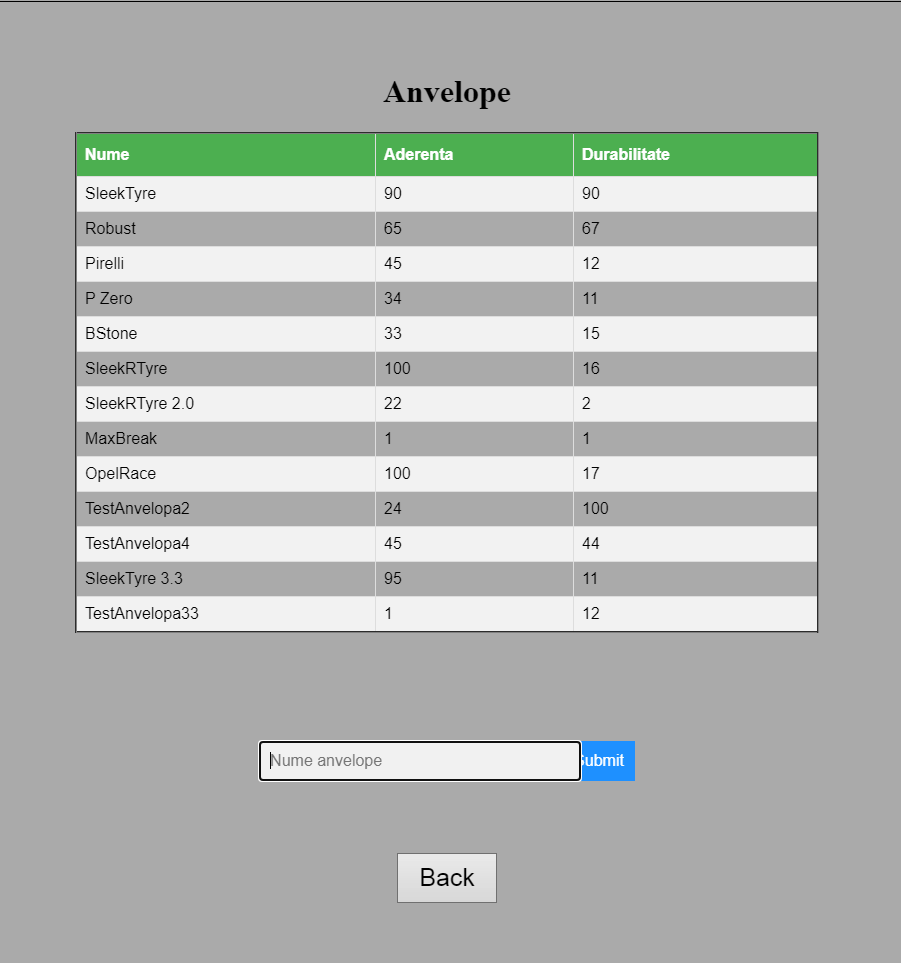 Anvelope
Nume Aderenta Durabilitate
SleekTyre 90 90
Robust 65 67
Pirelli 45 12
P Zero 34 11
BStone 33 15
SleekRTyre 100 16
SleekRTyre 2.0 22 2
MaxBreak 1 1
OpelRace 100 17
TestAnvelopa2 24 100
TestAnvelopa4 45 44
SleekTyre 3.3 95 11
TestAnvelopa33 1 12
Nume anvelope Submit
Back